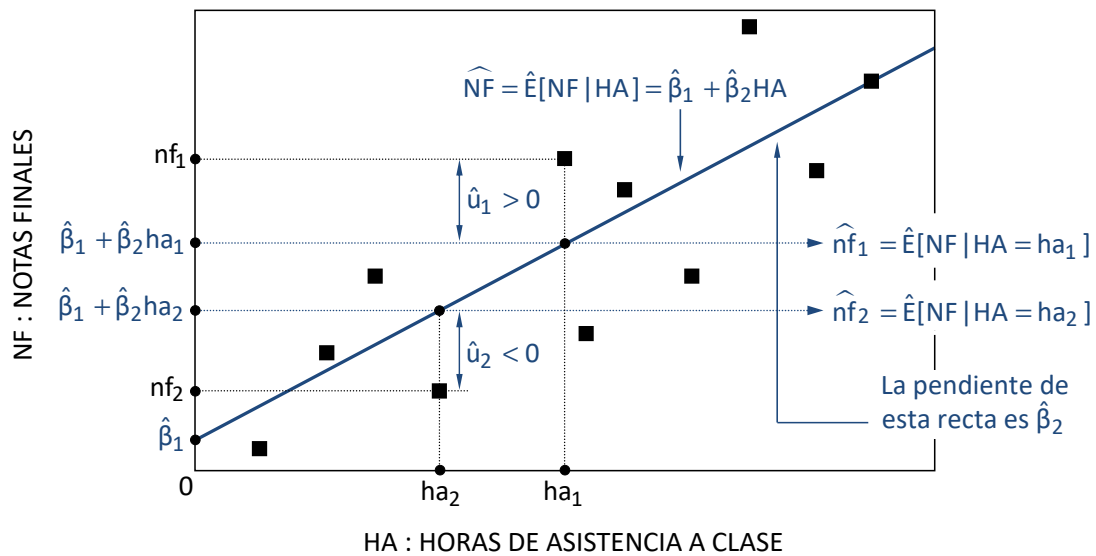 NF : NOTAS FINALES
N̂F = Ê[NF|HA] = β̂₁ + β̂₂HA
nf₁
û₁ > 0
β̂₁ + β̂₂ha₁
n̂f₁ = Ê[NF|HA = ha₁]
β̂₁ + β̂₂ha₂
n̂f₂ = Ê[NF|HA = ha₂]
û₂ < 0
nf₂
La pendiente de
esta recta es β̂₂
β̂₁
0
ha₂
ha₁
HA : HORAS DE ASISTENCIA A CLASE